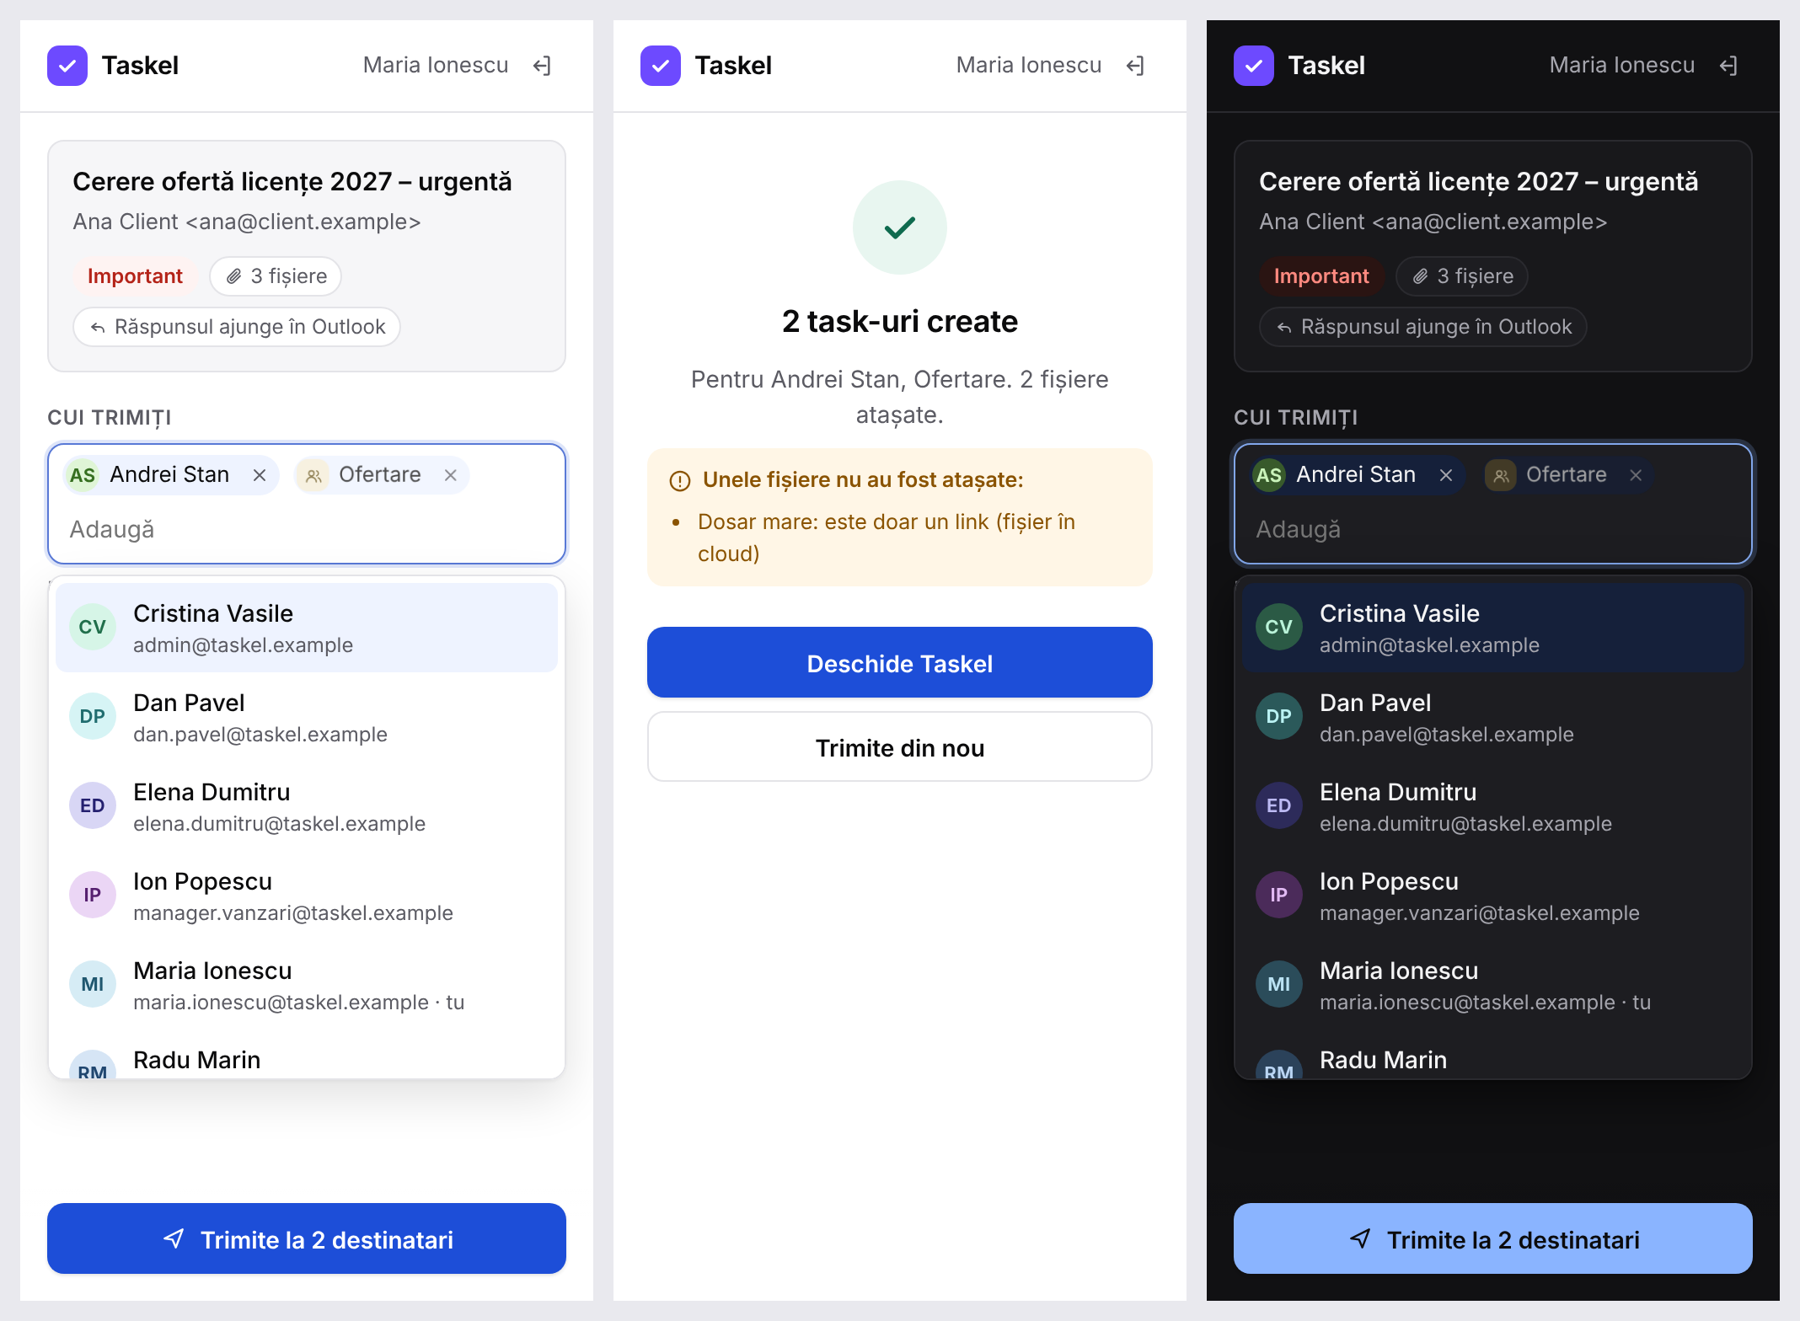 Taskel
Maria Ionescu
Cerere ofertă licențe 2027 – urgentă
Ana Client <ana@client.example>
Important
3 fișiere
Răspunsul ajunge în Outlook
CUI TRIMIȚI
AS Andrei Stan
Ofertare
Adaugă
CV Cristina Vasile
admin@taskel.example
DP Dan Pavel
dan.pavel@taskel.example
ED Elena Dumitru
elena.dumitru@taskel.example
IP Ion Popescu
manager.vanzari@taskel.example
MI Maria Ionescu
maria.ionescu@taskel.example · tu
RM Radu Marin
Trimite la 2 destinatari
Taskel
Maria Ionescu
2 task-uri create
Pentru Andrei Stan, Ofertare. 2 fișiere
atașate.
Unele fișiere nu au fost atașate:
• Dosar mare: este doar un link (fișier în
cloud)
Deschide Taskel
Trimite din nou
Taskel
Maria Ionescu
Cerere ofertă licențe 2027 – urgentă
Ana Client <ana@client.example>
Important
3 fișiere
Răspunsul ajunge în Outlook
CUI TRIMIȚI
AS Andrei Stan
Ofertare
Adaugă
CV Cristina Vasile
admin@taskel.example
DP Dan Pavel
dan.pavel@taskel.example
ED Elena Dumitru
elena.dumitru@taskel.example
IP Ion Popescu
manager.vanzari@taskel.example
MI Maria Ionescu
maria.ionescu@taskel.example · tu
RM Radu Marin
Trimite la 2 destinatari